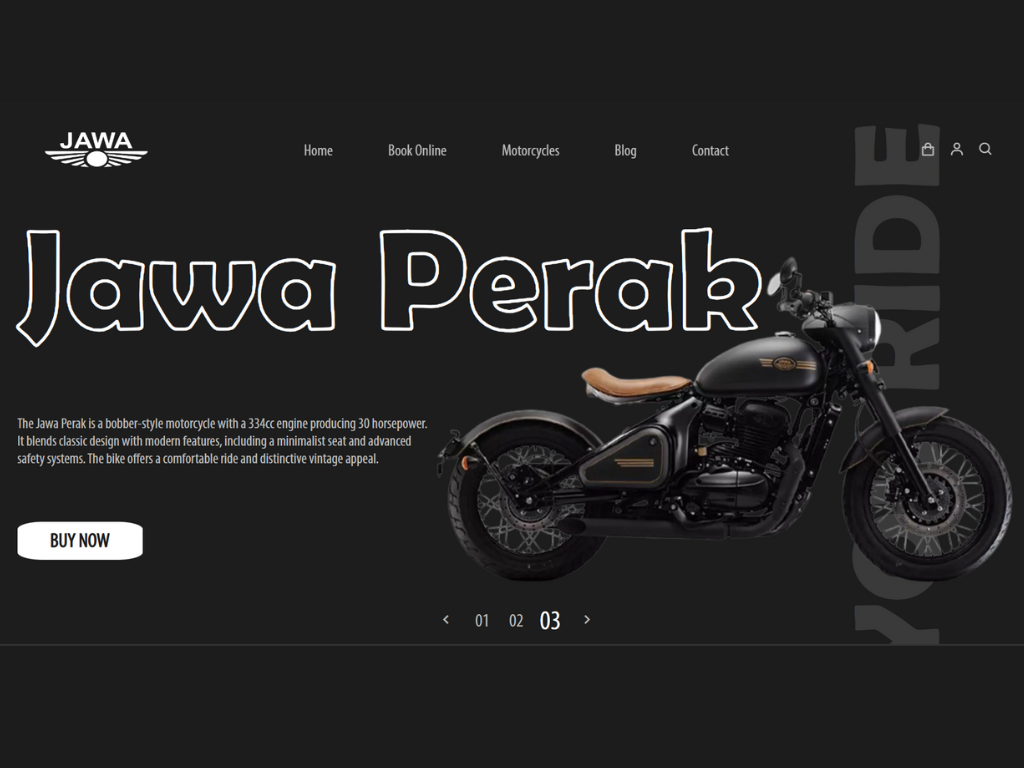 JAWA
Home
Book Online
Motorcycles
Blog
Contact
Jawa Perak
The Jawa Perak is a bobber-style motorcycle with a 334cc engine producing 30 horsepower.
It blends classic design with modern features, including a minimalist seat and advanced
safety systems. The bike offers a comfortable ride and distinctive vintage appeal.
BUY NOW
01
02
03
RIDE